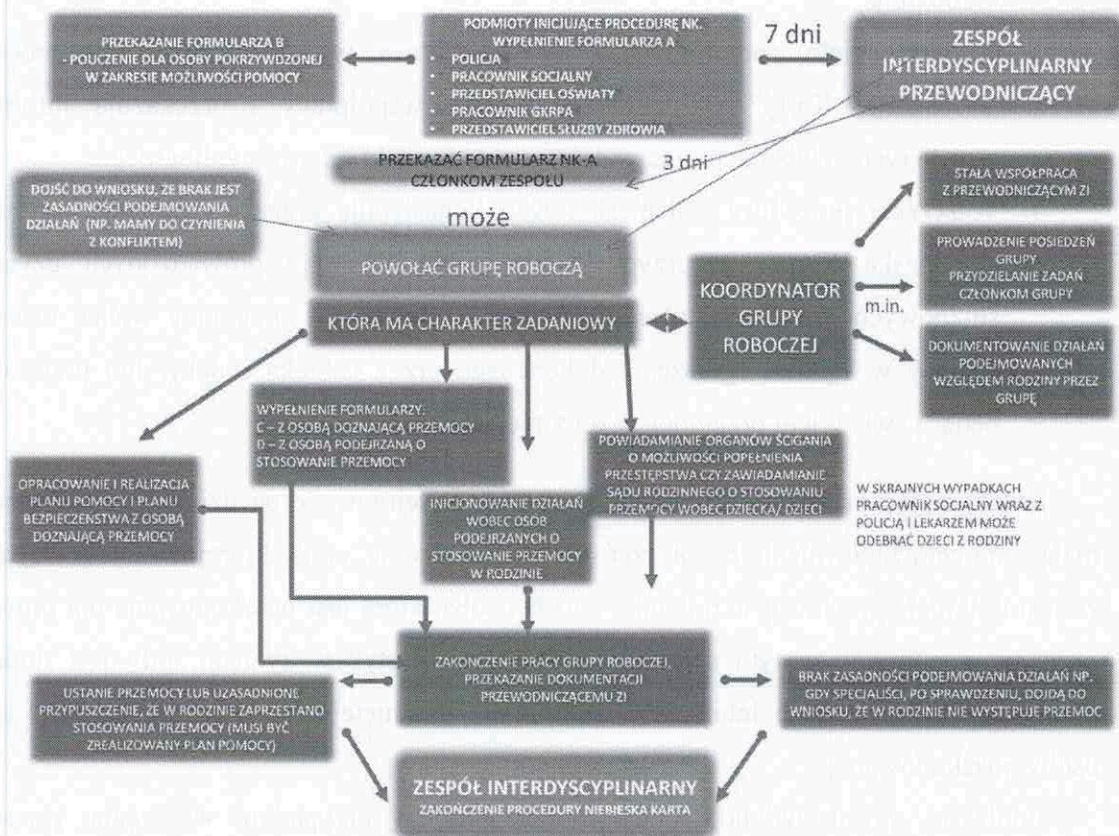 PRZEKAZANIE FORMULARZA B
- POUCZENIE DLA OSOBY POKRZYWDZONEJ
W ZAKRESIE MOŻLIWOŚCI POMOCY
PODMIOTY INICJUJĄCE PROCEDURĘ NK.
WYPEŁNIENIE FORMULARZA A
• POLICJA
• PRACOWNIK SOCJALNY
• PRZEDSTAWICIEL OŚWIATY
• PRACOWNIK GKRPA
• PRZEDSTAWICIEL SŁUŻBY ZDROWIA
7 dni
ZESPÓŁ
INTERDYSCYPLINARNY
PRZEWODNICZĄCY
PRZEKAZAĆ FORMULARZ NK-A
CZŁONKOM ZESPOŁU
3 dni
DOJŚĆ DO WNIOSKU, ŻE BRAK JEST
ZASADNOŚCI PODEJMOWANIA
DZIAŁAŃ (NP. MAMY DO CZYNIENIA
Z KONFLIKTEM)
może
POWOŁAĆ GRUPĘ ROBOCZĄ
KTÓRA MA CHARAKTER ZADANIOWY
KOORDYNATOR
GRUPY
ROBOCZEJ
m.in.
STAŁA WSPÓŁPRACA
Z PRZEWODNICZĄCYM ZI
PROWADZENIE POSIEDZEŃ
GRUPY
PRZYDZIELANIE ZADAŃ
CZŁONKOM GRUPY
DOKUMENTOWANIE DZIAŁAŃ
PODEJMOWANYCH
WZGLĘDEM RODZINY PRZEZ
GRUPĘ
OPRACOWANIE I REALIZACJA
PLANU POMOCY I PLANU
BEZPIECZEŃSTWA Z OSOBĄ
DOZNAJĄCĄ PRZEMOCY
WYPEŁNIENIE FORMULARZY:
C – Z OSOBĄ DOZNAJĄCĄ PRZEMOCY
D – Z OSOBĄ PODEJRZANĄ O
STOSOWANIE PRZEMOCY
INICJONOWANIE DZIAŁAŃ
WOBEC OSÓB
PODEJRZANYCH O
STOSOWANIE PRZEMOCY
W RODZINIE
POWIADAMIANIE ORGANÓW ŚCIGANIA
O MOŻLIWOŚCI POPEŁNIENIA
PRZESTĘPSTWA CZY ZAWIADAMIANIE
SĄDU RODZINNEGO O STOSOWANIU
PRZEMOCY WOBEC DZIECKA/ DZIECI
W SKRAJNYCH WYPADKACH
PRACOWNIK SOCJALNY WRAZ Z
POLICJĄ I LEKARZEM MOŻE
ODEBRAĆ DZIECI Z RODZINY
ZAKOŃCZENIE PRACY GRUPY ROBOCZEJ,
PRZEKAZANIE DOKUMENTACJI
PRZEWODNICZĄCEMU ZI
USTANIE PRZEMOCY LUB UZASADNIONE
PRZYPUSZCZENIE, ŻE W RODZINIE ZAPRZESTANO
STOSOWANIA PRZEMOCY (MUSI BYĆ
ZREALIZOWANY PLAN POMOCY)
BRAK ZASADNOŚCI PODEJMOWANIA DZIAŁAŃ NP.
GDY SPECJALIŚCI, PO SPRAWDZENIU, DOJDĄ DO
WNIOSKU, ŻE W RODZINIE NIE WYSTĘPUJE PRZEMOC
ZESPÓŁ INTERDYSCYPLINARNY
ZAKOŃCZENIE PROCEDURY NIEBIESKA KARTA